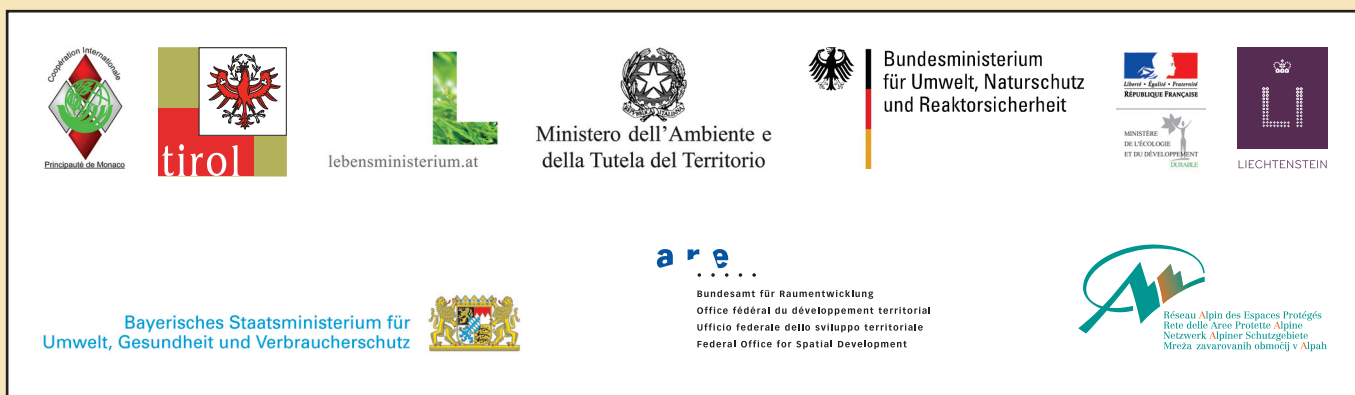 Coopération Internationale
Principauté de Monaco
tirol
lebensministerium.at
REPVBBLICA ITALIANA
Ministero dell'Ambiente e
della Tutela del Territorio
Bundesministerium
für Umwelt, Naturschutz
und Reaktorsicherheit
Liberté • Égalité • Fraternité
RÉPUBLIQUE FRANÇAISE
MINISTÈRE
DE L'ÉCOLOGIE
ET DU DÉVELOPPEMENT
DURABLE
LI
LIECHTENSTEIN
Bayerisches Staatsministerium für
Umwelt, Gesundheit und Verbraucherschutz
are
Bundesamt für Raumentwicklung
Office fédéral du développement territorial
Ufficio federale dello sviluppo territoriale
Federal Office for Spatial Development
Réseau Alpin des Espaces Protégés
Rete delle Aree Protette Alpine
Netzwerk Alpiner Schutzgebiete
Mreža zavarovanih območij v Alpah